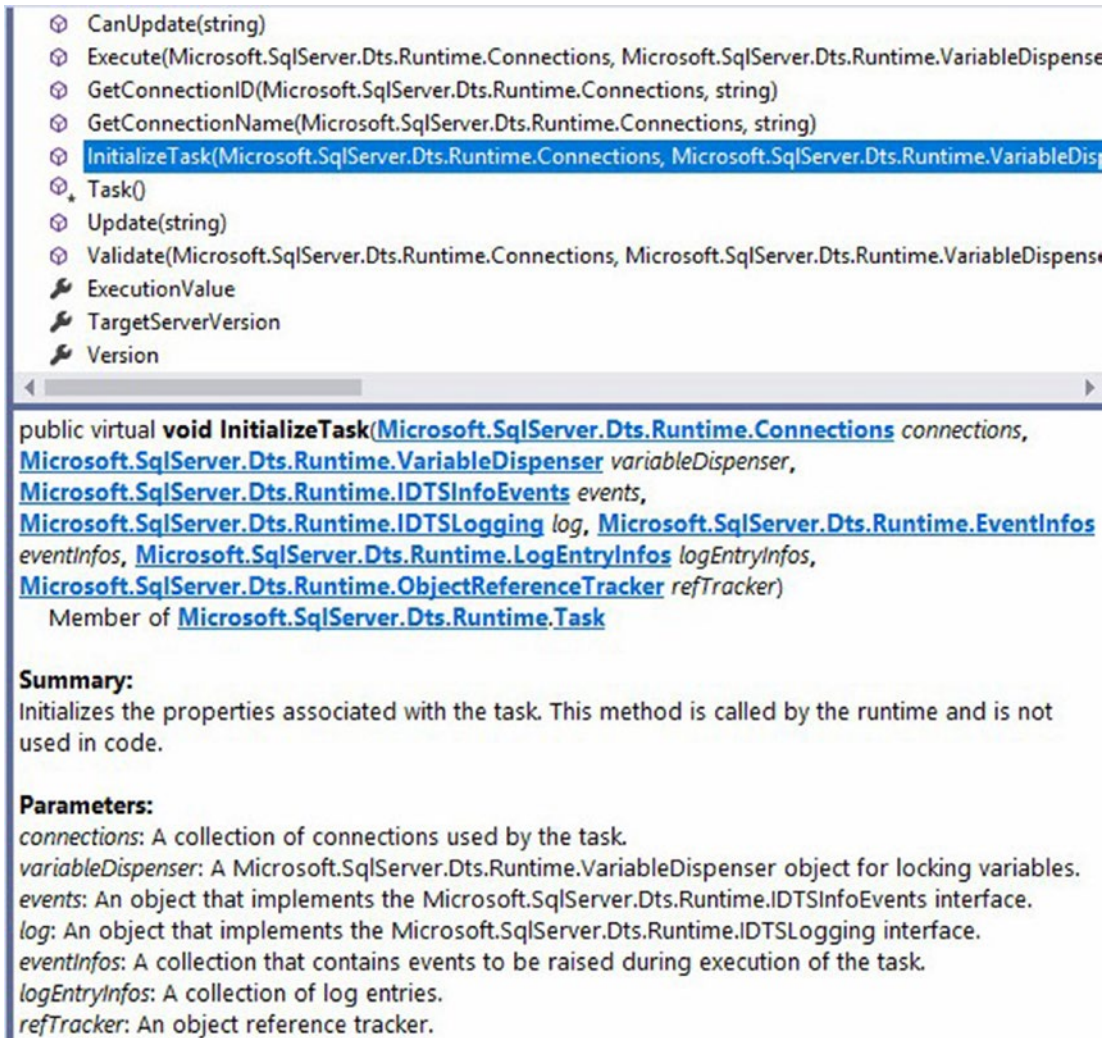 CanUpdate(string)
Execute(Microsoft.SqlServer.Dts.Runtime.Connections, Microsoft.SqlServer.Dts.Runtime.VariableDispense
GetConnectionID(Microsoft.SqlServer.Dts.Runtime.Connections, string)
GetConnectionName(Microsoft.SqlServer.Dts.Runtime.Connections, string)
InitializeTask(Microsoft.SqlServer.Dts.Runtime.Connections, Microsoft.SqlServer.Dts.Runtime.VariableDisp
Task()
Update(string)
Validate(Microsoft.SqlServer.Dts.Runtime.Connections, Microsoft.SqlServer.Dts.Runtime.VariableDispense
ExecutionValue
TargetServerVersion
Version
public virtual void InitializeTask(Microsoft.SqlServer.Dts.Runtime.Connections connections,
Microsoft.SqlServer.Dts.Runtime.VariableDispenser variableDispenser,
Microsoft.SqlServer.Dts.Runtime.IDTSInfoEvents events,
Microsoft.SqlServer.Dts.Runtime.IDTSLogging log, Microsoft.SqlServer.Dts.Runtime.EventInfos
eventInfos, Microsoft.SqlServer.Dts.Runtime.LogEntryInfos logEntryInfos,
Microsoft.SqlServer.Dts.Runtime.ObjectReferenceTracker refTracker)
Member of Microsoft.SqlServer.Dts.Runtime.Task
Summary:
Initializes the properties associated with the task. This method is called by the runtime and is not
used in code.
Parameters:
connections: A collection of connections used by the task.
variableDispenser: A Microsoft.SqlServer.Dts.Runtime.VariableDispenser object for locking variables.
events: An object that implements the Microsoft.SqlServer.Dts.Runtime.IDTSInfoEvents interface.
log: An object that implements the Microsoft.SqlServer.Dts.Runtime.IDTSLogging interface.
eventInfos: A collection that contains events to be raised during execution of the task.
logEntryInfos: A collection of log entries.
refTracker: An object reference tracker.